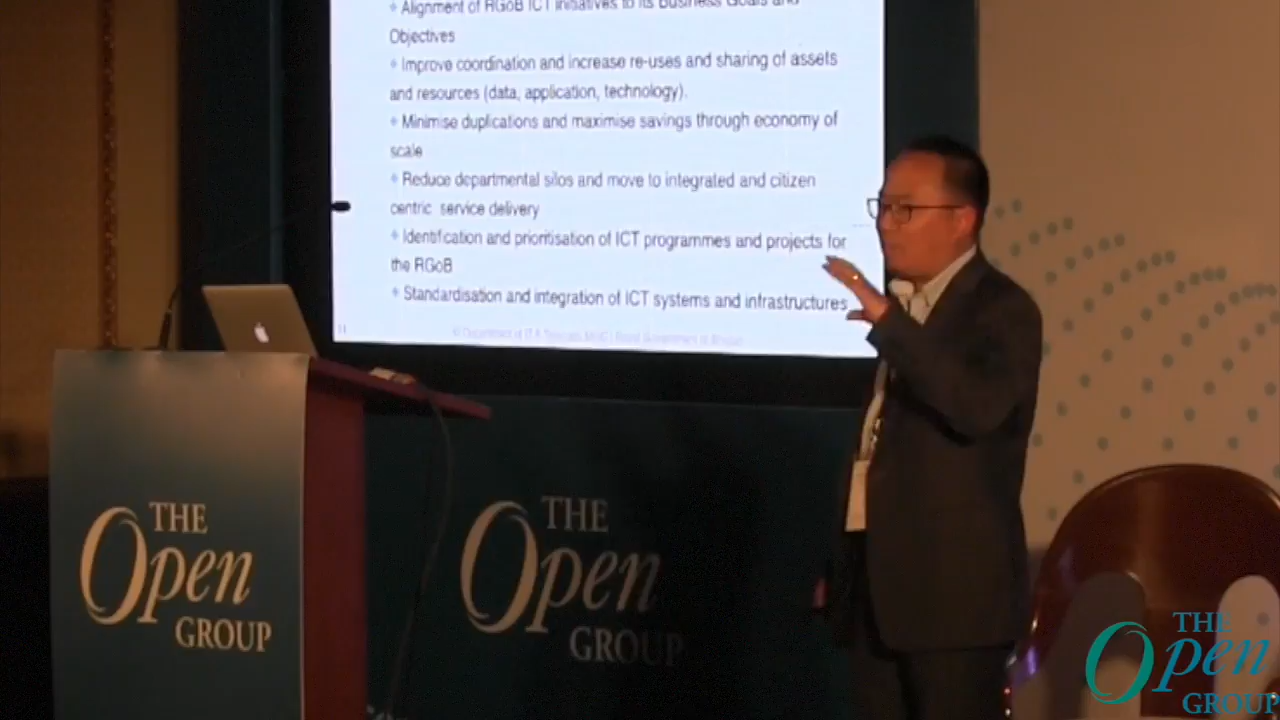 + Alignment of RGoB ICT initiatives to its Business Goals and
Objectives
+ Improve coordination and increase re-uses and sharing of assets
and resources (data, application, technology).
+ Minimise duplications and maximise savings through economy of
scale
+ Reduce departmental silos and move to integrated and citizen
centric service delivery
+ Identification and prioritisation of ICT programmes and projects for
the RGoB
+ Standardisation and integration of ICT systems and infrastructures
THE
Open
GROUP
THE
Open
GROUP
THE
Open
GROUP